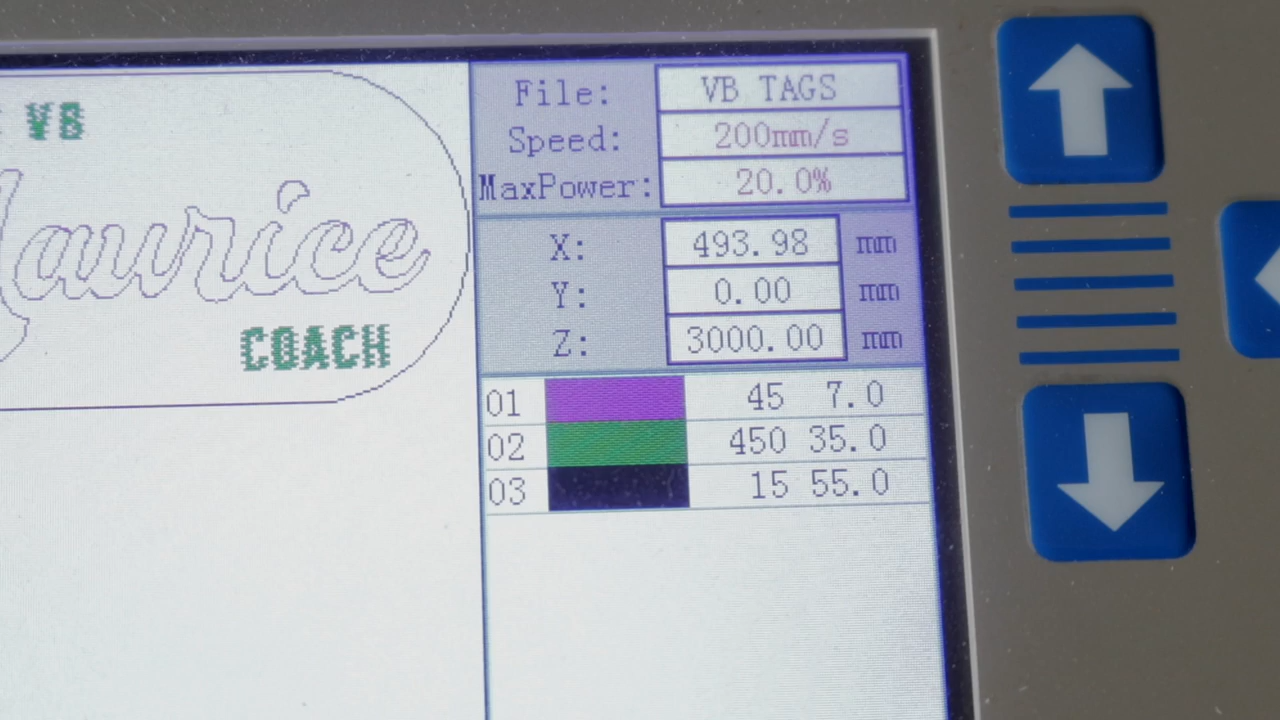 VB
aurice
COACH
File: VB TAGS
Speed: 200mm/s
MaxPower: 20.0%
X: 493.98 mm
Y: 0.00 mm
Z: 3000.00 mm
01 45 7.0
02 450 35.0
03 15 55.0